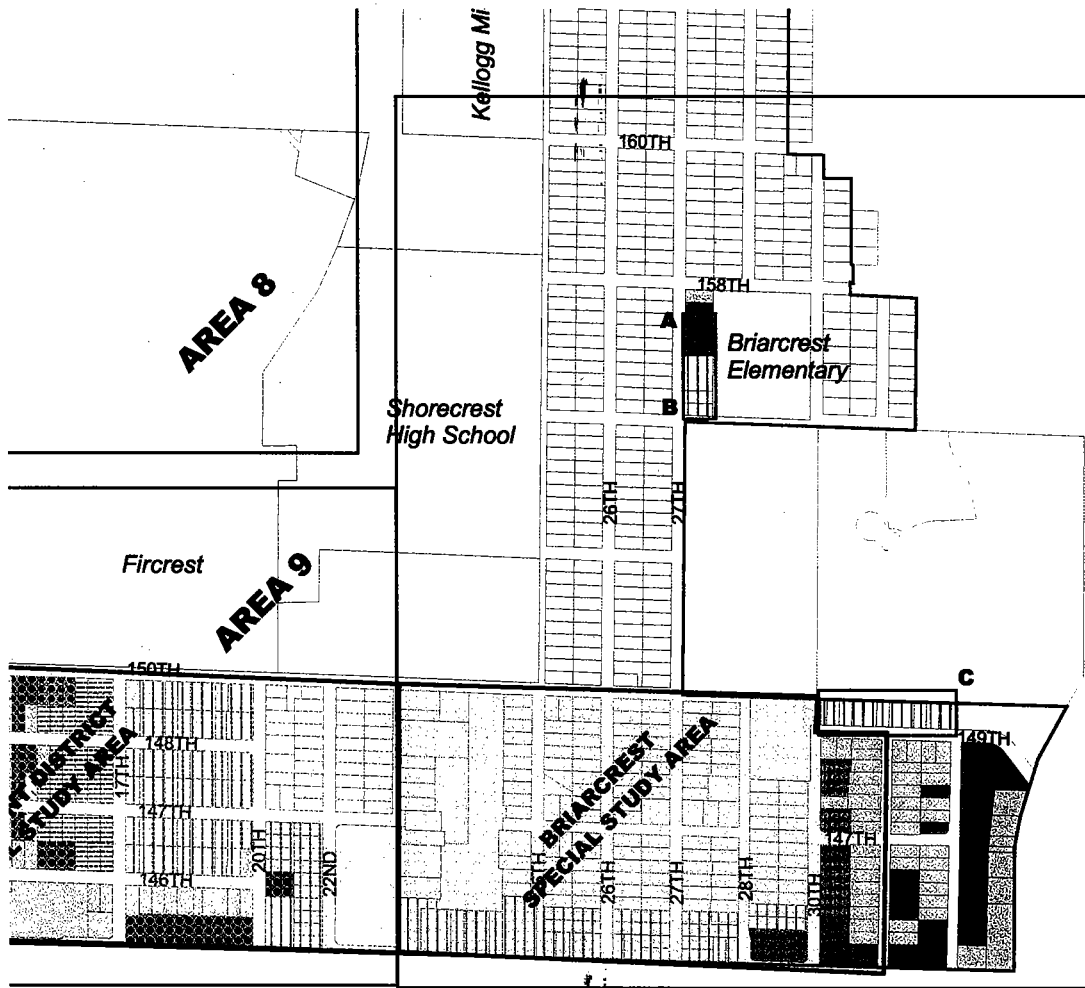 Kellogg Mi
160TH
AREA 8
158TH
A
Briarcrest
Elementary
Shorecrest
High School
B
26TH
27TH
Fircrest
AREA 9
150TH
C
149TH
148TH
17TH
DISTRICT
STUDY AREA
BRIARCREST
SPECIAL STUDY AREA
147TH
147TH
20TH
22ND
146TH
26TH
27TH
28TH
30TH